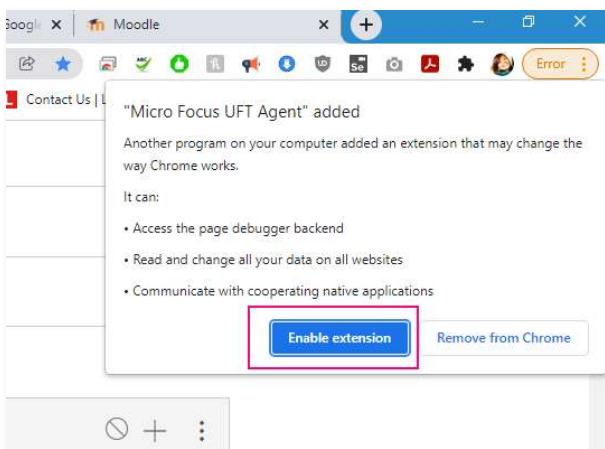 Google
Moodle
Error
Contact Us | L
"Micro Focus UFT Agent" added
Another program on your computer added an extension that may change the
way Chrome works.
It can:
• Access the page debugger backend
• Read and change all your data on all websites
• Communicate with cooperating native applications
Enable extension
Remove from Chrome